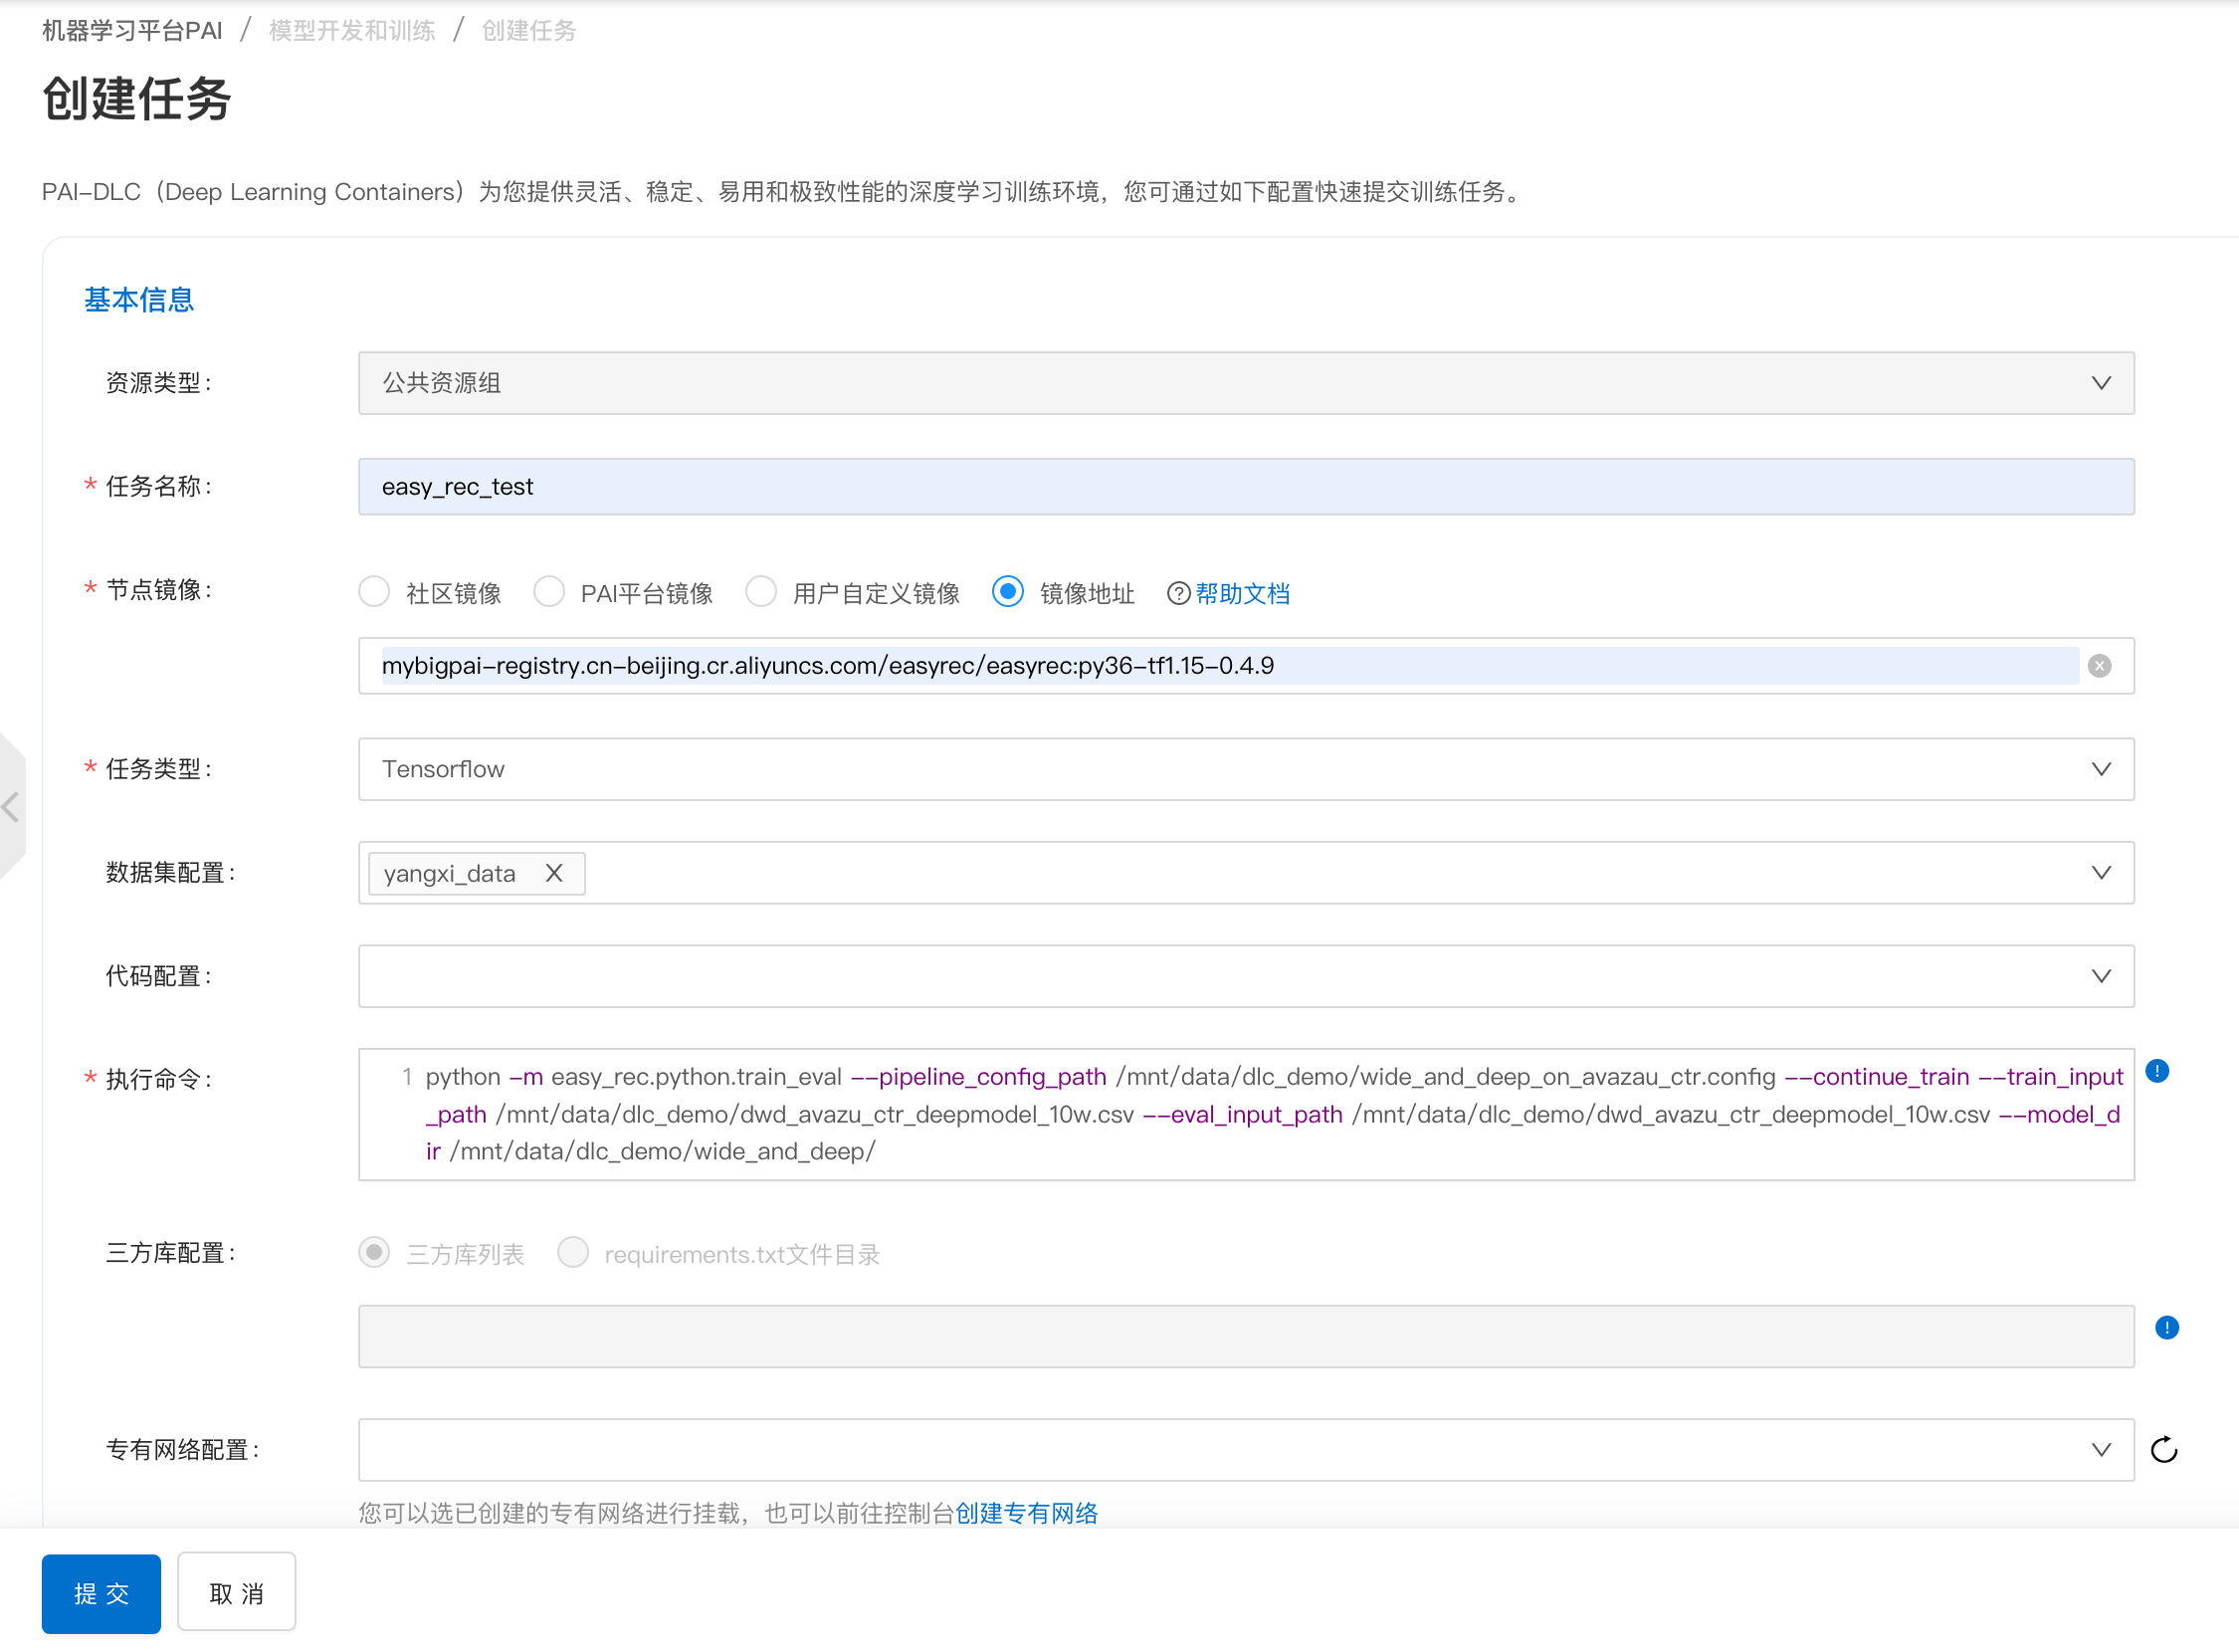 机器学习平台PAI / 模型开发和训练 / 创建任务
创建任务
PAI-DLC（Deep Learning Containers）为您提供灵活、稳定、易用和极致性能的深度学习训练环境，您可通过如下配置快速提交训练任务。
基本信息
资源类型：
公共资源组
* 任务名称：
easy_rec_test
* 节点镜像：
社区镜像 PAI平台镜像 用户自定义镜像 镜像地址 ?帮助文档
mybigpai-registry.cn-beijing.cr.aliyuncs.com/easyrec/easyrec:py36-tf1.15-0.4.9
* 任务类型：
Tensorflow
数据集配置：
yangxi_data X
代码配置：
* 执行命令：
1 python -m easy_rec.python.train_eval --pipeline_config_path /mnt/data/dlc_demo/wide_and_deep_on_avazau_ctr.config --continue_train --train_input
_path /mnt/data/dlc_demo/dwd_avazu_ctr_deepmodel_10w.csv --eval_input_path /mnt/data/dlc_demo/dwd_avazu_ctr_deepmodel_10w.csv --model_d
ir /mnt/data/dlc_demo/wide_and_deep/
三方库配置：
三方库列表 requirements.txt文件目录
专有网络配置：
您可以选已创建的专有网络进行挂载，也可以前往控制台创建专有网络
提 交 取 消